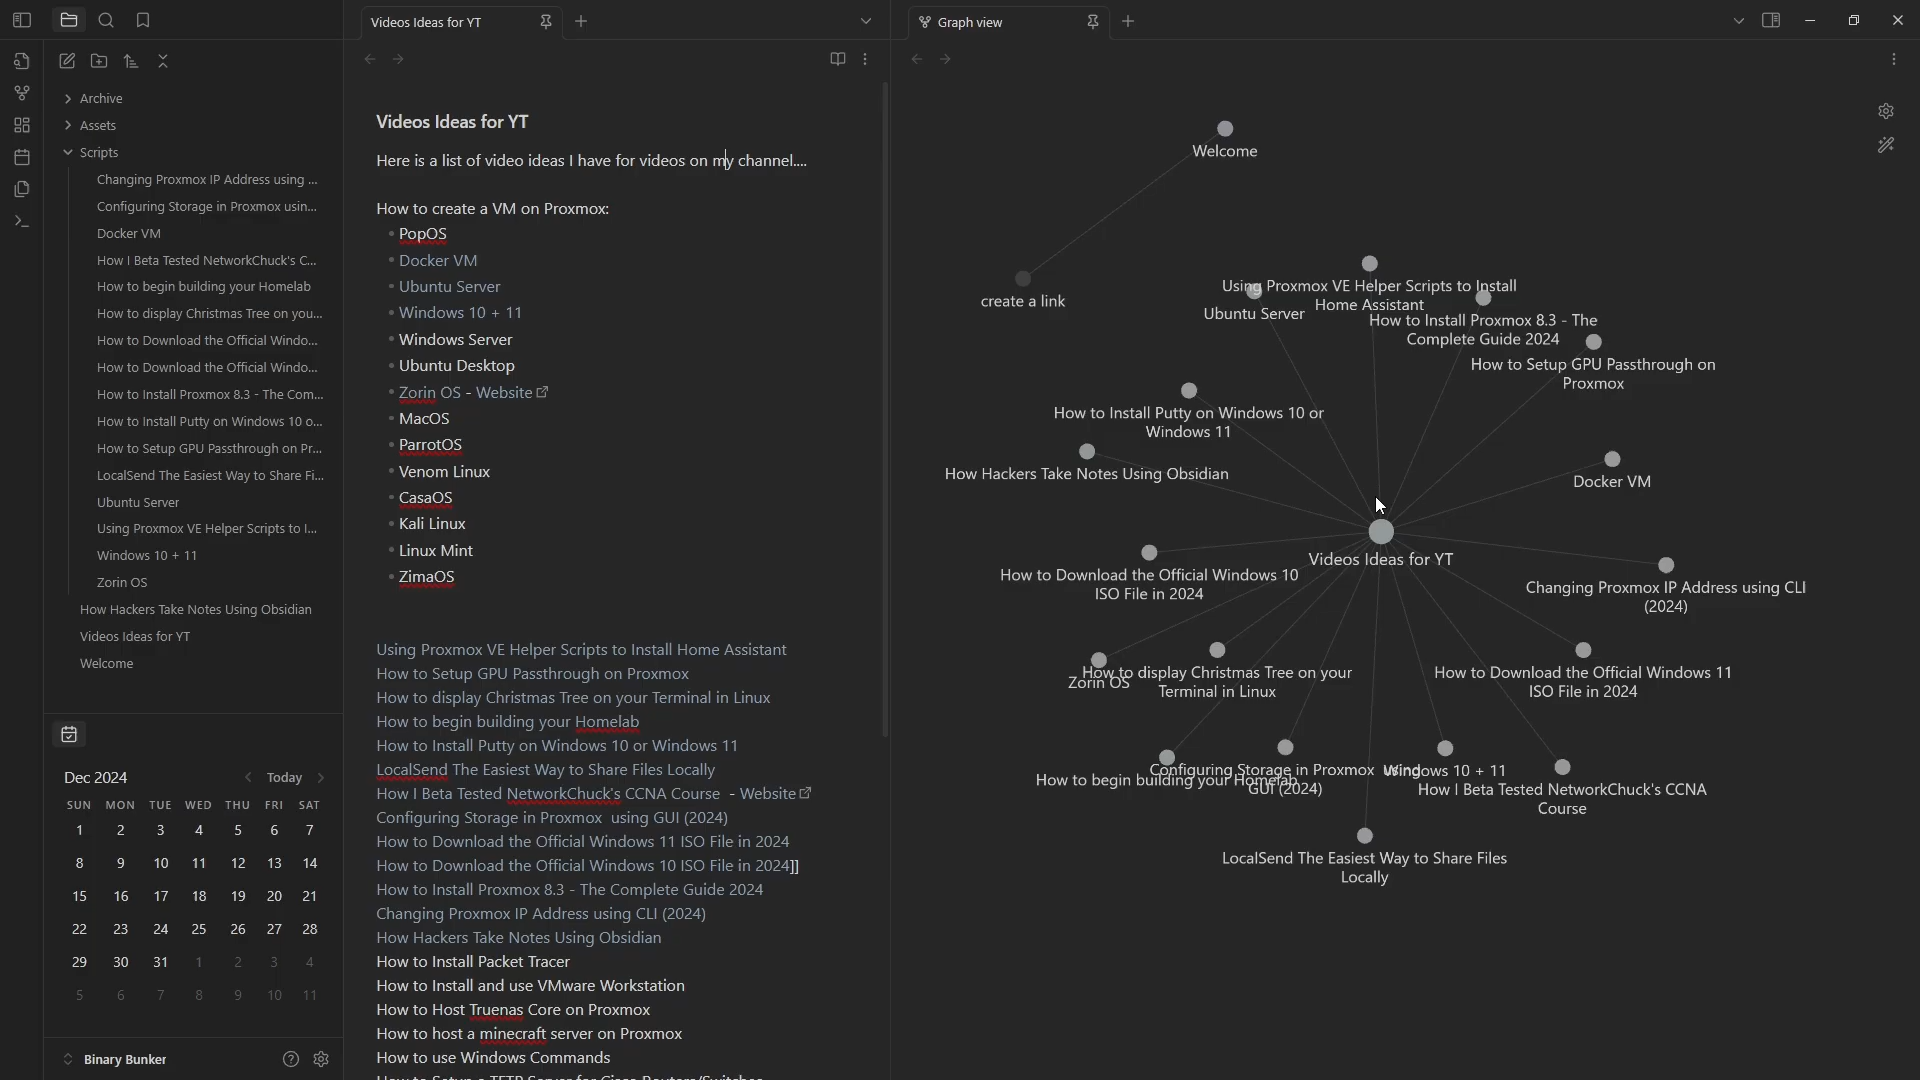 Videos Ideas for YT
Graph view
Archive
Assets
Scripts
Changing Proxmox IP Address using ...
Configuring Storage in Proxmox usin...
Docker VM
How I Beta Tested NetworkChuck's C...
How to begin building your Homelab
How to display Christmas Tree on you...
How to Download the Official Windo...
How to Download the Official Windo...
How to Install Proxmox 8.3 - The Com...
How to Install Putty on Windows 10 o...
How to Setup GPU Passthrough on Pr...
LocalSend The Easiest Way to Share Fi...
Ubuntu Server
Using Proxmox VE Helper Scripts to I...
Windows 10 + 11
Zorin OS
How Hackers Take Notes Using Obsidian
Videos Ideas for YT
Welcome
Dec 2024
Today
SUN MON TUE WED THU FRI SAT
1 2 3 4 5 6 7
8 9 10 11 12 13 14
15 16 17 18 19 20 21
22 23 24 25 26 27 28
29 30 31 1 2 3 4
5 6 7 8 9 10 11
Binary Bunker
Videos Ideas for YT
Here is a list of video ideas I have for videos on my channel....
How to create a VM on Proxmox:
PopOS
Docker VM
Ubuntu Server
Windows 10 + 11
Windows Server
Ubuntu Desktop
Zorin OS - Website
MacOS
ParrotOS
Venom Linux
CasaOS
Kali Linux
Linux Mint
ZimaOS
Using Proxmox VE Helper Scripts to Install Home Assistant
How to Setup GPU Passthrough on Proxmox
How to display Christmas Tree on your Terminal in Linux
How to begin building your Homelab
How to Install Putty on Windows 10 or Windows 11
LocalSend The Easiest Way to Share Files Locally
How I Beta Tested NetworkChuck's CCNA Course - Website
Configuring Storage in Proxmox using GUI (2024)
How to Download the Official Windows 11 ISO File in 2024
How to Download the Official Windows 10 ISO File in 2024]]
How to Install Proxmox 8.3 - The Complete Guide 2024
Changing Proxmox IP Address using CLI (2024)
How Hackers Take Notes Using Obsidian
How to Install Packet Tracer
How to Install and use VMware Workstation
How to Host Truenas Core on Proxmox
How to host a minecraft server on Proxmox
How to use Windows Commands
How to Setup a TFTP Server for Cisco Routers/Switches
Welcome
create a link
Using Proxmox VE Helper Scripts to Install
Home Assistant
Ubuntu Server
How to Install Proxmox 8.3 - The
Complete Guide 2024
How to Setup GPU Passthrough on
Proxmox
How to Install Putty on Windows 10 or
Windows 11
How Hackers Take Notes Using Obsidian
Docker VM
Videos Ideas for YT
How to Download the Official Windows 10
ISO File in 2024
Changing Proxmox IP Address using CLI
(2024)
Zorin OS
How to display Christmas Tree on your
Terminal in Linux
How to Download the Official Windows 11
ISO File in 2024
How to begin building your Homelab
Configuring Storage in Proxmox using
GUI (2024)
Windows 10 + 11
How I Beta Tested NetworkChuck's CCNA
Course
LocalSend The Easiest Way to Share Files
Locally